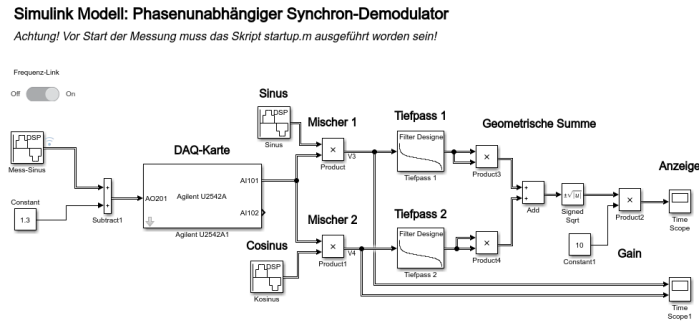 Simulink Modell: Phasenunabhängiger Synchron-Demodulator
Achtung! Vor Start der Messung muss das Skript startup.m ausgeführt worden sein!
Frequenz-Link
Off On
DSP
Mess-Sinus
Constant
1.3
+
+
Subtract1
DAQ-Karte
AO201
Agilent U2542A
AI101
AI102
Agilent U2542A1
Sinus
DSP
Sinus
Mischer 1
×
V3
Product
Mischer 2
×
V4
Product1
Cosinus
DSP
Kosinus
Tiefpass 1
Filter Designe
Tiefpass 1
Tiefpass 2
Filter Designe
Tiefpass 2
Geometrische Summe
×
Product3
×
Product4
+
+
Add
±√|u|
Signed
Sqrt
10
Constant1
Gain
×
Product2
Anzeige
Time
Scope
Time
Scope1